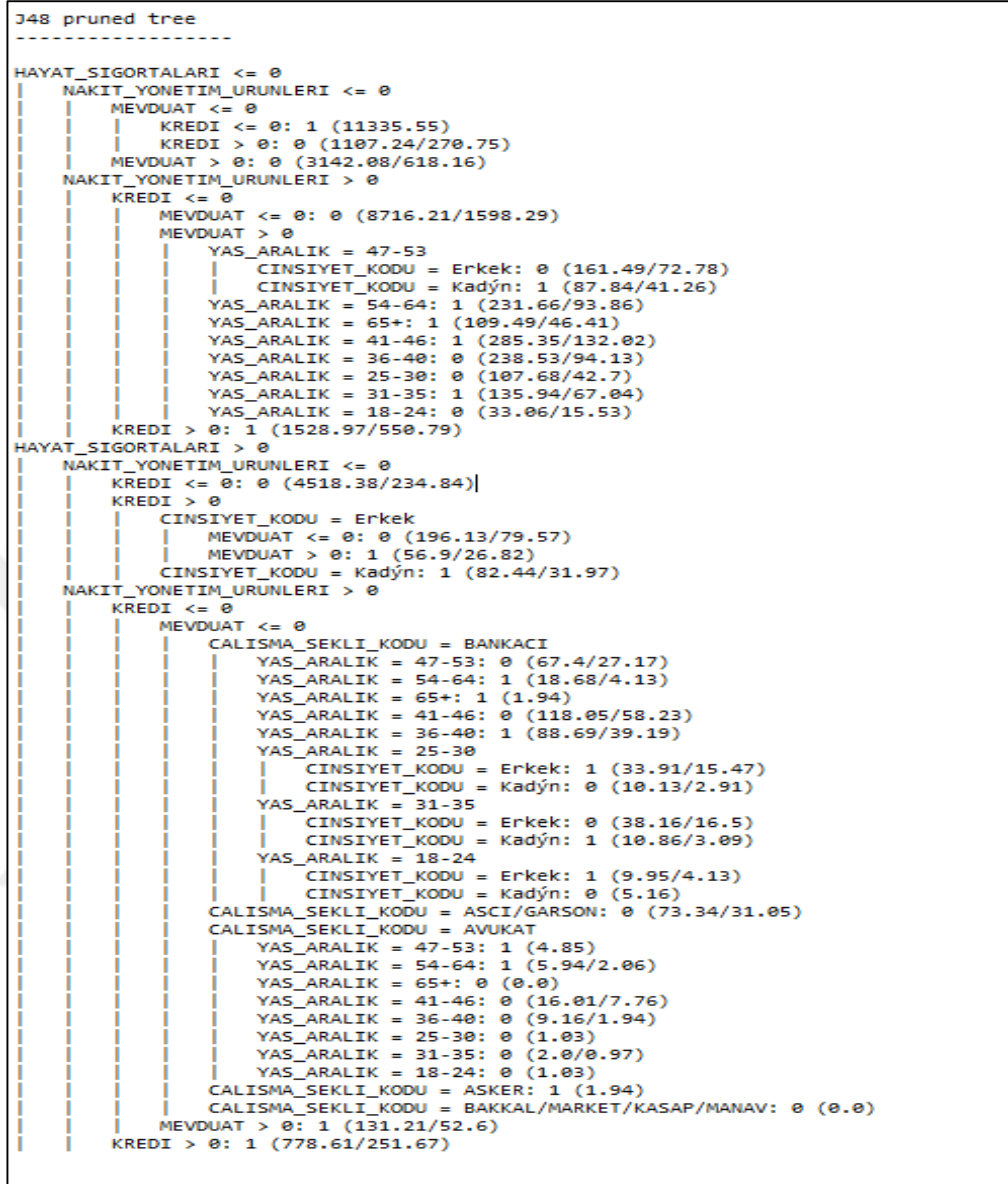 J48 pruned tree
------------------
HAYAT_SIGORTALARI <= 0
|    NAKIT_YONETIM_URUNLERI <= 0
|    |    MEVDUAT <= 0
|    |    |    KREDI <= 0: 1 (11335.55)
|    |    |    KREDI > 0: 0 (1107.24/270.75)
|    |    MEVDUAT > 0: 0 (3142.08/618.16)
|    NAKIT_YONETIM_URUNLERI > 0
|    |    KREDI <= 0
|    |    |    MEVDUAT <= 0: 0 (8716.21/1598.29)
|    |    |    MEVDUAT > 0
|    |    |    |    YAS_ARALIK = 47-53
|    |    |    |    |    CINSIYET_KODU = Erkek: 0 (161.49/72.78)
|    |    |    |    |    CINSIYET_KODU = Kadýn: 1 (87.84/41.26)
|    |    |    |    YAS_ARALIK = 54-64: 1 (231.66/93.86)
|    |    |    |    YAS_ARALIK = 65+: 1 (109.49/46.41)
|    |    |    |    YAS_ARALIK = 41-46: 1 (285.35/132.02)
|    |    |    |    YAS_ARALIK = 36-40: 0 (238.53/94.13)
|    |    |    |    YAS_ARALIK = 25-30: 0 (107.68/42.7)
|    |    |    |    YAS_ARALIK = 31-35: 1 (135.94/67.04)
|    |    |    |    YAS_ARALIK = 18-24: 0 (33.06/15.53)
|    |    KREDI > 0: 1 (1528.97/550.79)
HAYAT_SIGORTALARI > 0
|    NAKIT_YONETIM_URUNLERI <= 0
|    |    KREDI <= 0: 0 (4518.38/234.84)
|    |    KREDI > 0
|    |    |    CINSIYET_KODU = Erkek
|    |    |    |    MEVDUAT <= 0: 0 (196.13/79.57)
|    |    |    |    MEVDUAT > 0: 1 (56.9/26.82)
|    |    |    CINSIYET_KODU = Kadýn: 1 (82.44/31.97)
|    NAKIT_YONETIM_URUNLERI > 0
|    |    KREDI <= 0
|    |    |    MEVDUAT <= 0
|    |    |    |    CALISMA_SEKLI_KODU = BANKACI
|    |    |    |    |    YAS_ARALIK = 47-53: 0 (67.4/27.17)
|    |    |    |    |    YAS_ARALIK = 54-64: 1 (18.68/4.13)
|    |    |    |    |    YAS_ARALIK = 65+: 1 (1.94)
|    |    |    |    |    YAS_ARALIK = 41-46: 0 (118.05/58.23)
|    |    |    |    |    YAS_ARALIK = 36-40: 1 (88.69/39.19)
|    |    |    |    |    YAS_ARALIK = 25-30
|    |    |    |    |    |    CINSIYET_KODU = Erkek: 1 (33.91/15.47)
|    |    |    |    |    |    CINSIYET_KODU = Kadýn: 0 (10.13/2.91)
|    |    |    |    |    YAS_ARALIK = 31-35
|    |    |    |    |    |    CINSIYET_KODU = Erkek: 0 (38.16/16.5)
|    |    |    |    |    |    CINSIYET_KODU = Kadýn: 1 (10.86/3.09)
|    |    |    |    |    YAS_ARALIK = 18-24
|    |    |    |    |    |    CINSIYET_KODU = Erkek: 1 (9.95/4.13)
|    |    |    |    |    |    CINSIYET_KODU = Kadýn: 0 (5.16)
|    |    |    |    CALISMA_SEKLI_KODU = ASCI/GARSON: 0 (73.34/31.05)
|    |    |    |    CALISMA_SEKLI_KODU = AVUKAT
|    |    |    |    |    YAS_ARALIK = 47-53: 1 (4.85)
|    |    |    |    |    YAS_ARALIK = 54-64: 1 (5.94/2.06)
|    |    |    |    |    YAS_ARALIK = 65+: 0 (0.0)
|    |    |    |    |    YAS_ARALIK = 41-46: 0 (16.01/7.76)
|    |    |    |    |    YAS_ARALIK = 36-40: 0 (9.16/1.94)
|    |    |    |    |    YAS_ARALIK = 25-30: 0 (1.03)
|    |    |    |    |    YAS_ARALIK = 31-35: 0 (2.0/0.97)
|    |    |    |    |    YAS_ARALIK = 18-24: 0 (1.03)
|    |    |    |    CALISMA_SEKLI_KODU = ASKER: 1 (1.94)
|    |    |    |    CALISMA_SEKLI_KODU = BAKKAL/MARKET/KASAP/MANAV: 0 (0.0)
|    |    |    MEVDUAT > 0: 1 (131.21/52.6)
|    |    KREDI > 0: 1 (778.61/251.67)